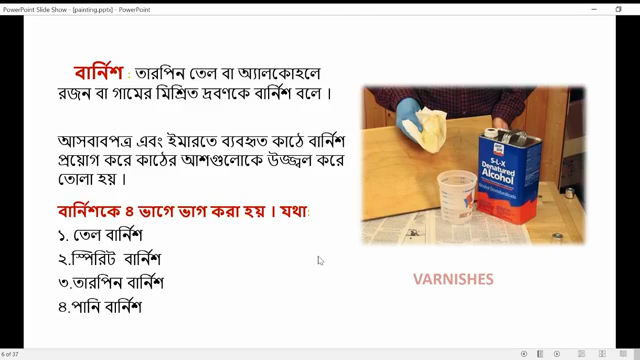 PowerPoint Slide Show - [painting.pptx]
বার্নিশ : তারপিন তেল বা অ্যালকোহলে
রজন বা গামের মিশ্রিত দ্রবণকে বার্নিশ বলে ।
আসবাবপত্র এবং ইমারতে ব্যবহৃত কাঠে বার্নিশ
প্রয়োগ করে কাঠের আশগুলোকে উজ্জ্বল করে
তোলা হয় ।
বার্নিশকে ৪ ভাগে ভাগ করা হয় । যথা:
১. তেল বার্নিশ
২.স্পিরিট বার্নিশ
৩.তারপিন বার্নিশ
৪.পানি বার্নিশ
S-L-X
Denatured
Alcohol
VARNISHES
6 of 37